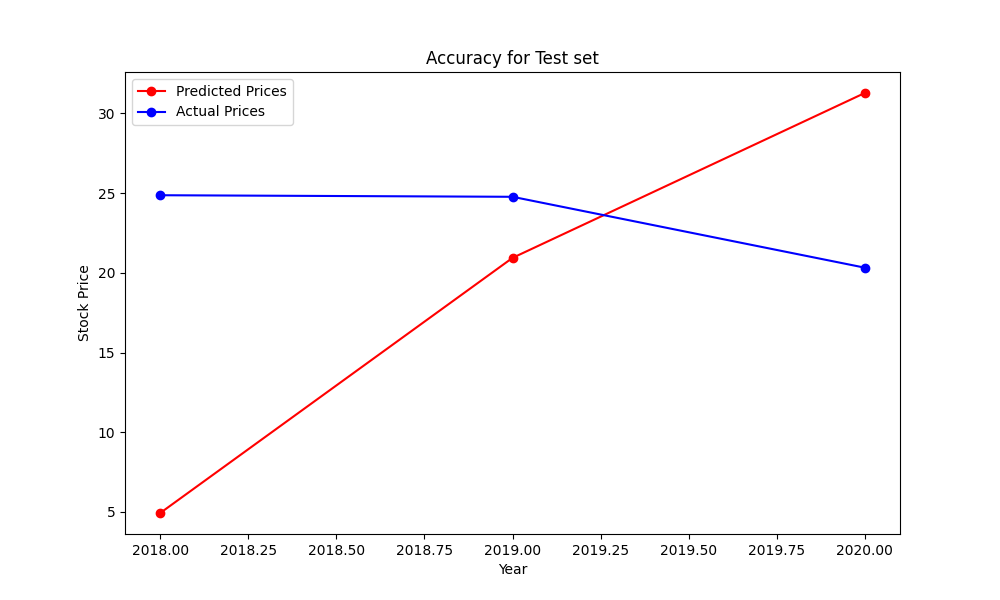 Accuracy for Test set
Predicted Prices
Actual Prices
30
25
20
15
10
5
Stock Price
2018.00 2018.25 2018.50 2018.75 2019.00 2019.25 2019.50 2019.75 2020.00
Year